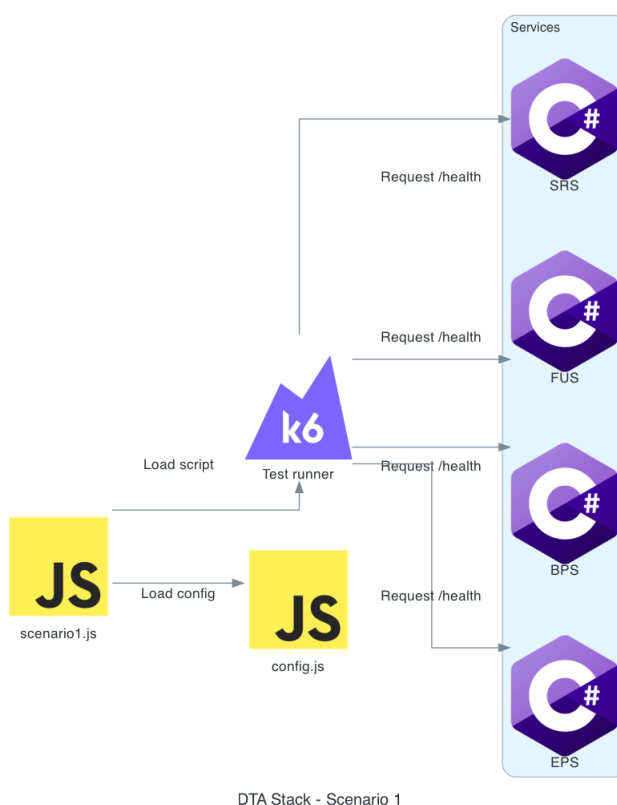 Services
C#
SRS
Request /health
C#
FUS
Request /health
k6
Test runner
C#
BPS
Request /health
Load script
JS
scenario1.js
Load config
JS
config.js
Request /health
C#
EPS
DTA Stack - Scenario 1